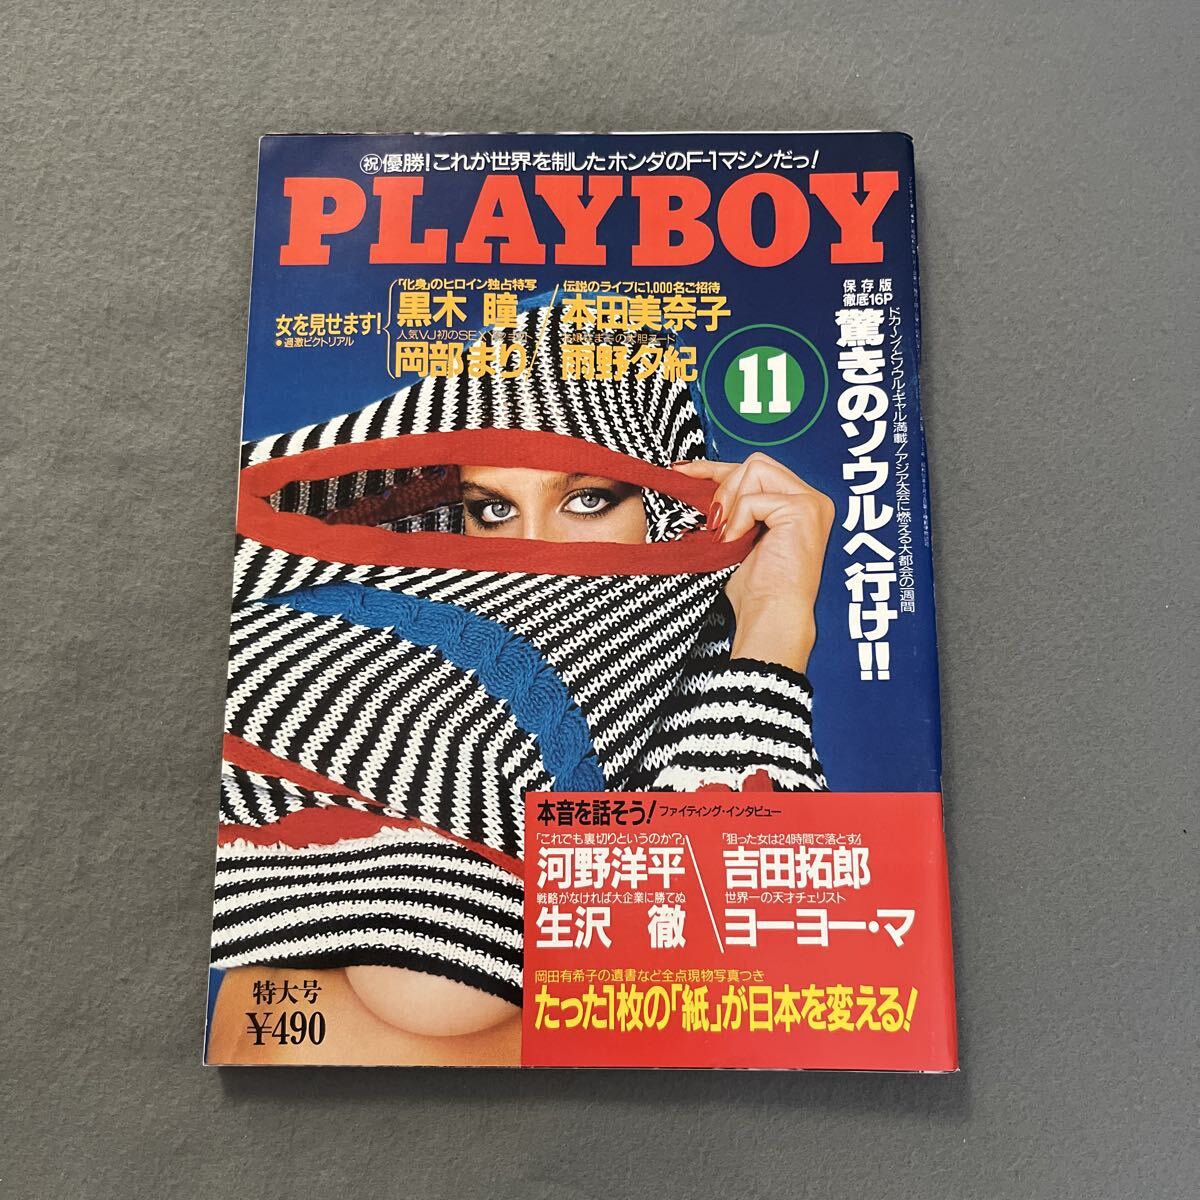 ㊗優勝!これが世界を制したホンダのF-1マシンだっ!
PLAYBOY
女を見せます!
●過激ピクトリアル
「化身」のヒロイン独占特写
黒木 瞳
人気VJ初のSEX
岡部まり
伝説のライブに1,000名ご招待
本田美奈子
雨野夕紀
11
保存版
徹底16P
驚きのソウルへ行け!!
ドカーン!とソウル・ギャル満載!アジア大会に燃える大都会の一週間
本音を話そう! ファイティング・インタビュー
「これでも裏切りというのか?」
河野洋平
戦略がなければ大企業に勝てぬ
生沢 徹
「狙った女は24時間で落とす!」
吉田拓郎
世界一の天才チェリスト
ヨーヨー・マ
岡田有希子の遺書など全点現物写真つき
たった1枚の「紙」が日本を変える!
特大号
¥490